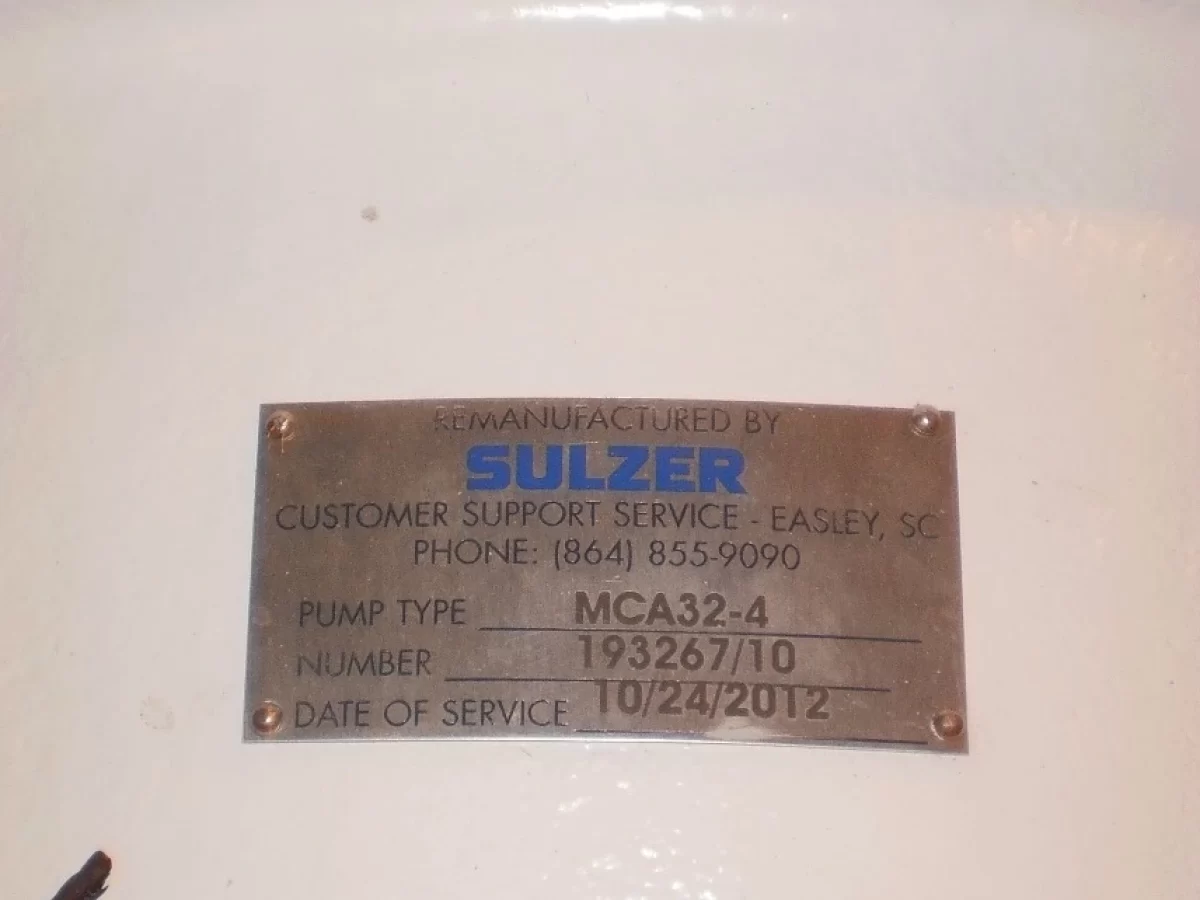 REMANUFACTURED BY
SULZER
CUSTOMER SUPPORT SERVICE - EASLEY, SC
PHONE: (864) 855-9090
PUMP TYPE MCA32-4
NUMBER 193267/10
DATE OF SERVICE 10/24/2012